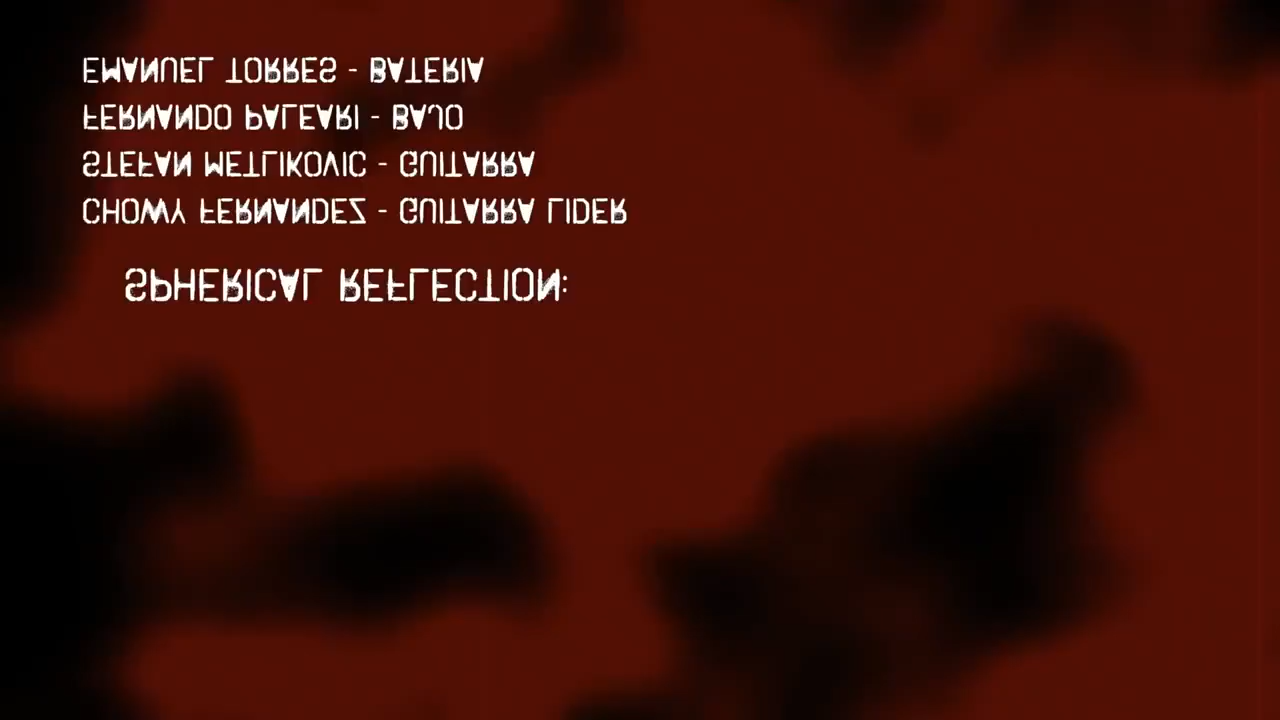 SPHERICAL REFLECTION:
CHOWY FERNANDEZ - GUITARRA LIDER
STEFAN METLIKOVIC - GUITARRA
FERNANDO PALEARI - BAJO
EMANUEL TORRES - BATERIA